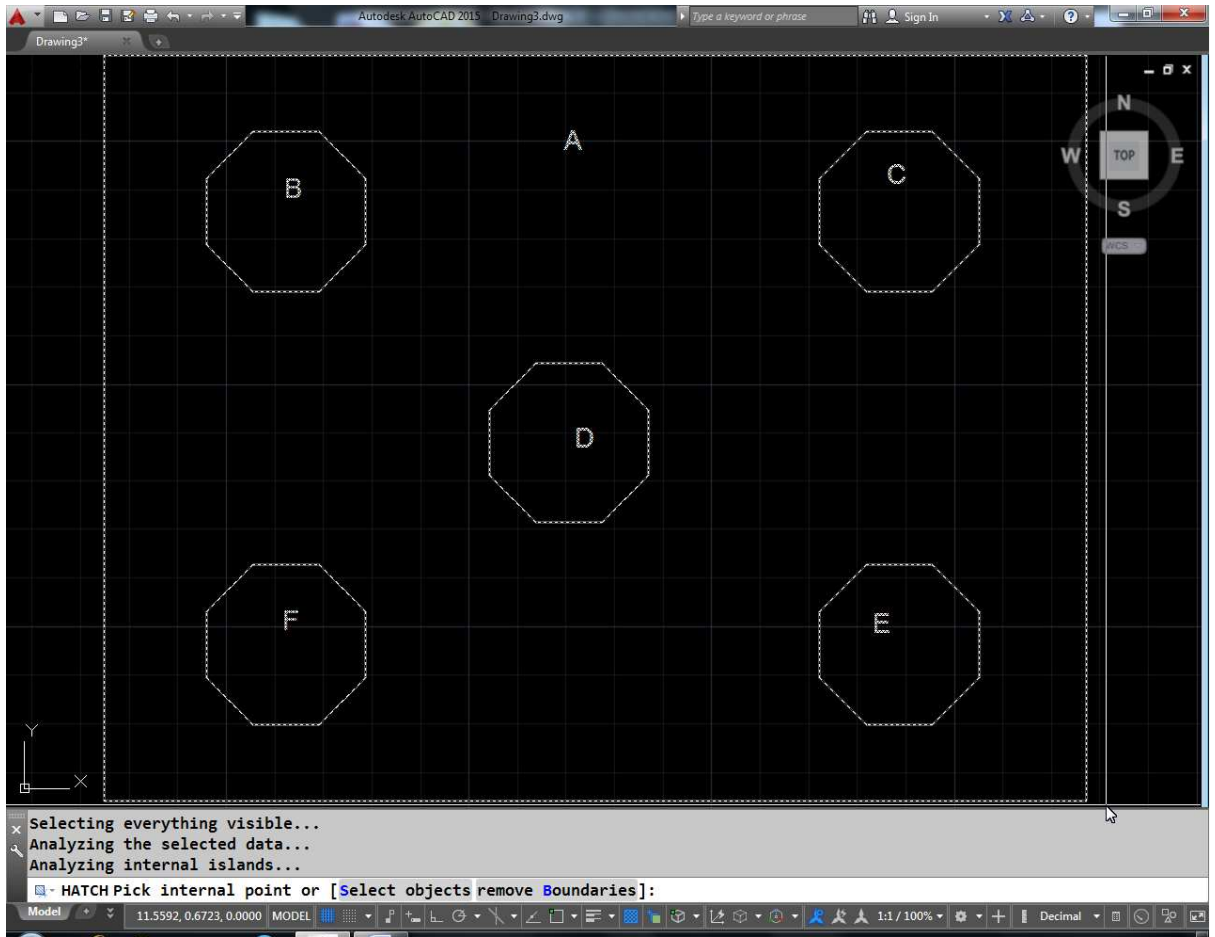 Autodesk AutoCAD 2015 Drawing3.dwg
Type a keyword or phrase
Sign In
Drawing3*
N
A
W TOP E
B
C
S
WCS
D
F
E
Y
X
Selecting everything visible...
Analyzing the selected data...
Analyzing internal islands...
HATCH Pick internal point or [Select objects remove Boundaries]:
Model
11.5592, 0.6723, 0.0000 MODEL 1:1 / 100% Decimal